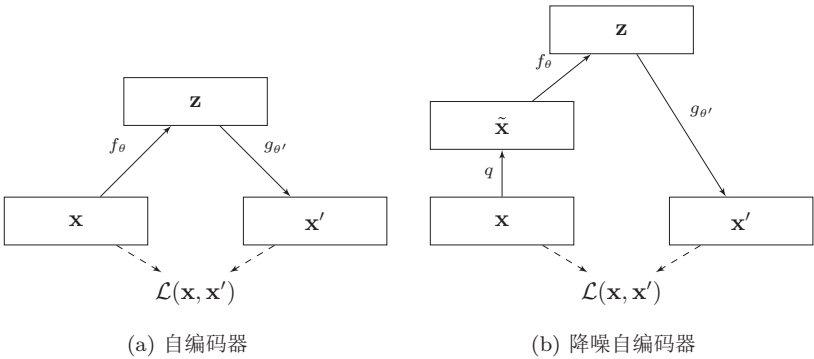 z
f_θ
g_θ′
x
x′
ℒ(x, x′)
(a) 自编码器
z
f_θ
g_θ′
x̃
q
x
x′
ℒ(x, x′)
(b) 降噪自编码器